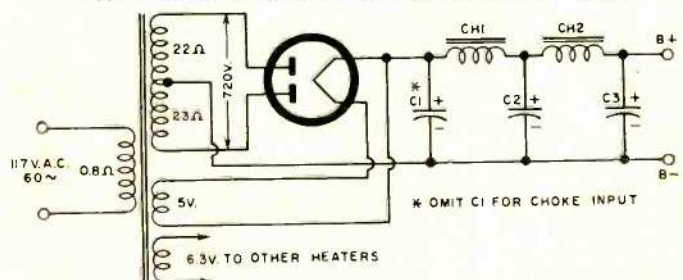 CH1
CH2
B+
22Ω
720V.
*
C1 +
-
C2 +
-
C3 +
-
23Ω
117 V. A.C.
60~
0.8Ω
B-
5V.
* OMIT C1 FOR CHOKE INPUT
6.3V. TO OTHER HEATERS